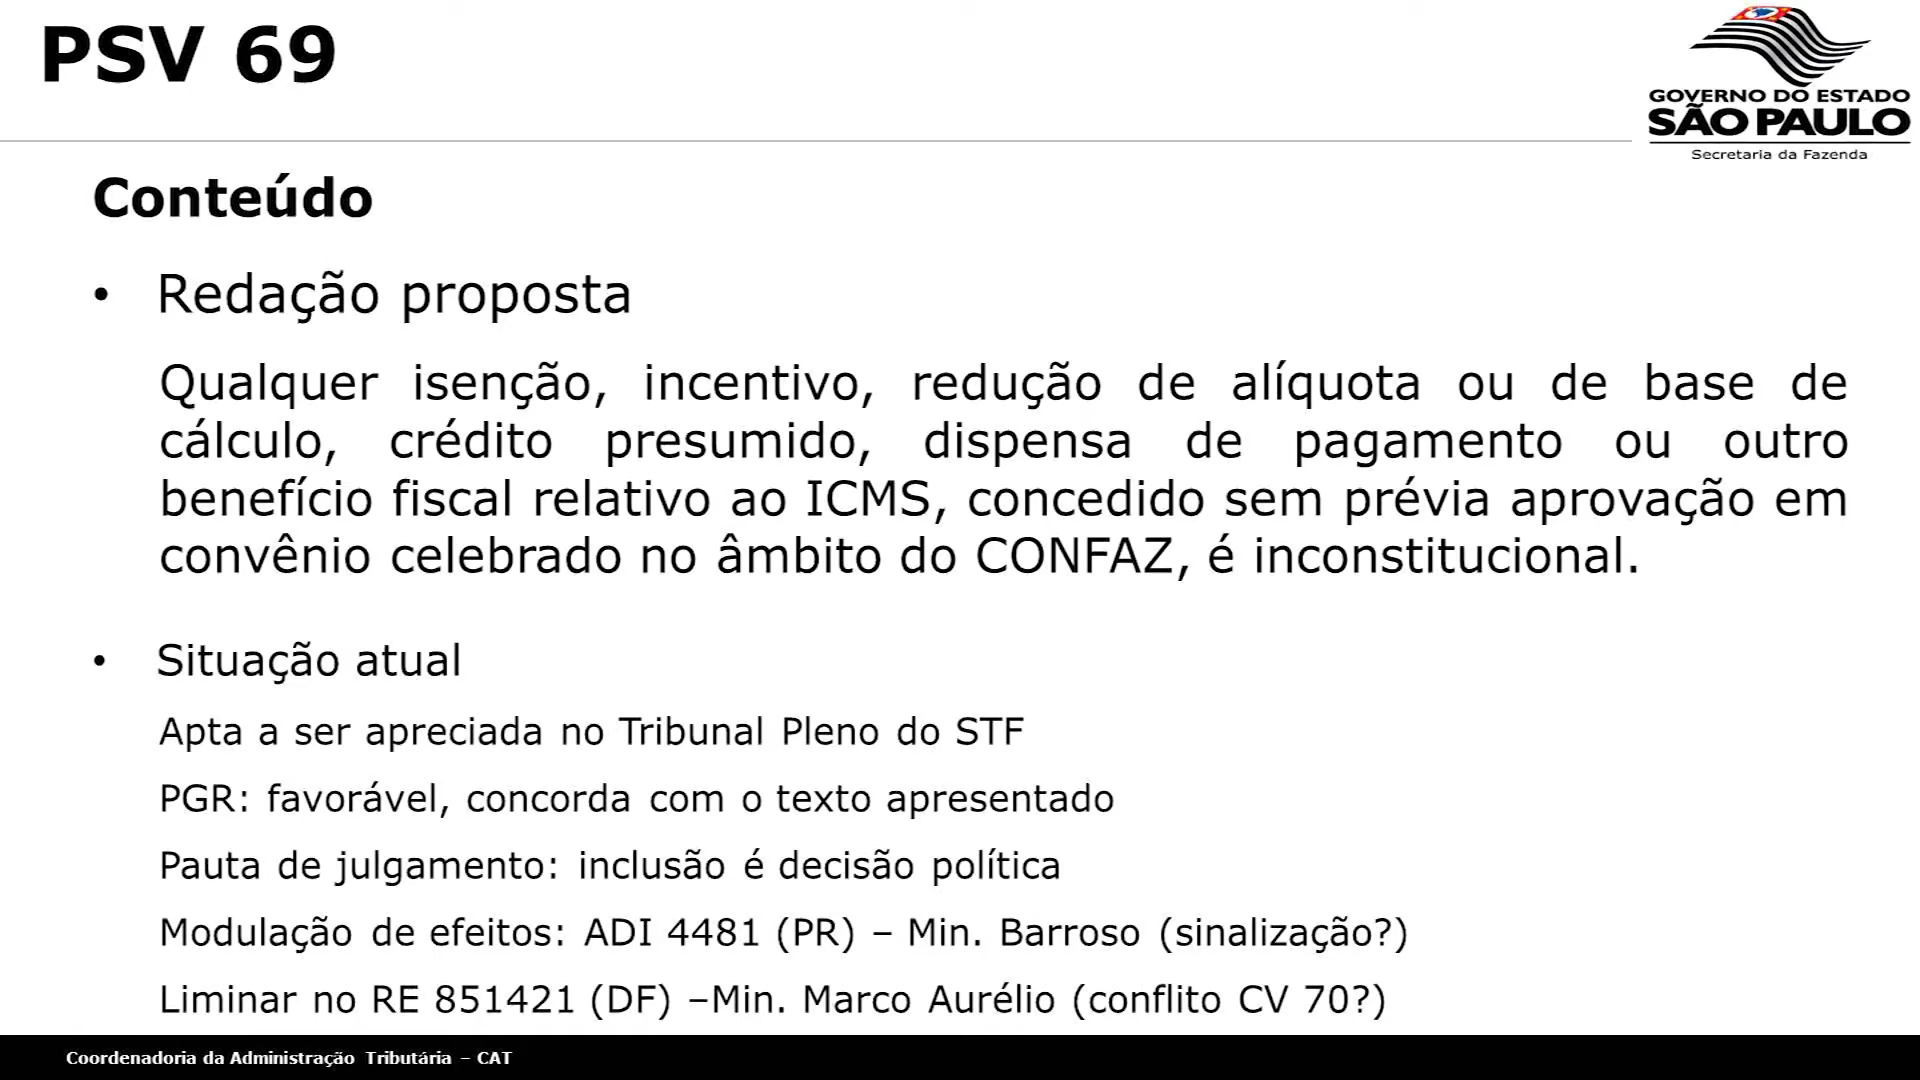 PSV 69
GOVERNO DO ESTADO
SÃO PAULO
Secretaria da Fazenda
Conteúdo
• Redação proposta
Qualquer isenção, incentivo, redução de alíquota ou de base de
cálculo, crédito presumido, dispensa de pagamento ou outro
benefício fiscal relativo ao ICMS, concedido sem prévia aprovação em
convênio celebrado no âmbito do CONFAZ, é inconstitucional.
• Situação atual
Apta a ser apreciada no Tribunal Pleno do STF
PGR: favorável, concorda com o texto apresentado
Pauta de julgamento: inclusão é decisão política
Modulação de efeitos: ADI 4481 (PR) – Min. Barroso (sinalização?)
Liminar no RE 851421 (DF) –Min. Marco Aurélio (conflito CV 70?)
Coordenadoria da Administração Tributária – CAT